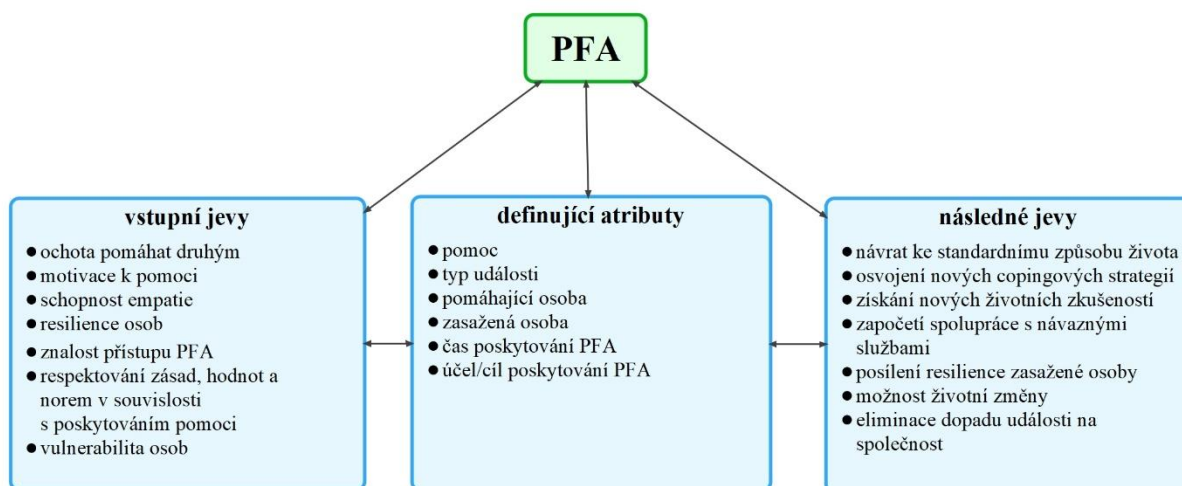 PFA
vstupní jevy
● ochota pomáhat druhým
● motivace k pomoci
● schopnost empatie
● resilience osob
● znalost přístupu PFA
● respektování zásad, hodnot a
norem v souvislosti
s poskytováním pomoci
● vulnerabilita osob
definující atributy
● pomoc
● typ události
● pomáhající osoba
● zasažená osoba
● čas poskytování PFA
● účel/cíl poskytování PFA
následné jevy
● návrat ke standardnímu způsobu života
● osvojení nových copingových strategií
● získání nových životních zkušeností
● započetí spolupráce s návaznými
službami
● posílení resilience zasažené osoby
● možnost životní změny
● eliminace dopadu události na
společnost